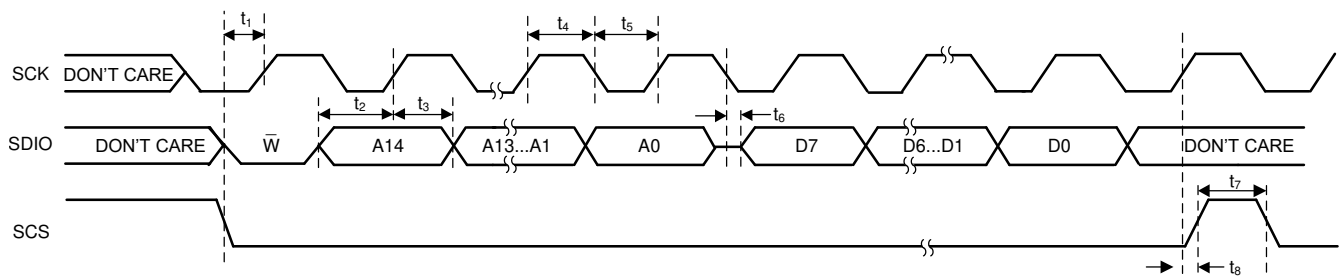 t1 t4 t5
SCK DON'T CARE
t2 t3 t6
SDIO DON'T CARE W̅ A14 A13...A1 A0 D7 D6...D1 D0 DON'T CARE
t7
SCS
t8